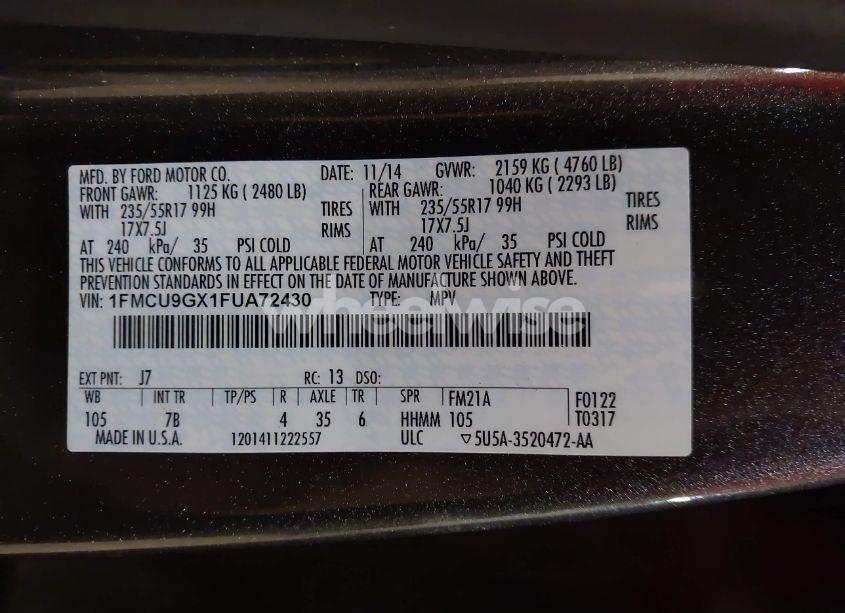 MFD. BY FORD MOTOR CO. DATE: 11/14 GVWR: 2159 KG ( 4760 LB)
FRONT GAWR: 1125 KG ( 2480 LB) REAR GAWR: 1040 KG ( 2293 LB)
WITH 235/55R17 99H TIRES WITH 235/55R17 99H TIRES
17X7.5J RIMS 17X7.5J RIMS
AT 240 kPa/ 35 PSI COLD AT 240 kPa/ 35 PSI COLD
THIS VEHICLE CONFORMS TO ALL APPLICABLE FEDERAL MOTOR VEHICLE SAFETY AND THEFT
PREVENTION STANDARDS IN EFFECT ON THE DATE OF MANUFACTURE SHOWN ABOVE.
VIN: 1FMCU9GX1FUA72430 TYPE: MPV
wheelwise
EXT PNT: J7 RC: 13 DSO:
WB INT TR TP/PS R AXLE TR SPR FM21A F0122
105 7B 4 35 6 HHMM 105 T0317
MADE IN U.S.A. 1201411222557 ULC ▽5U5A-3520472-AA